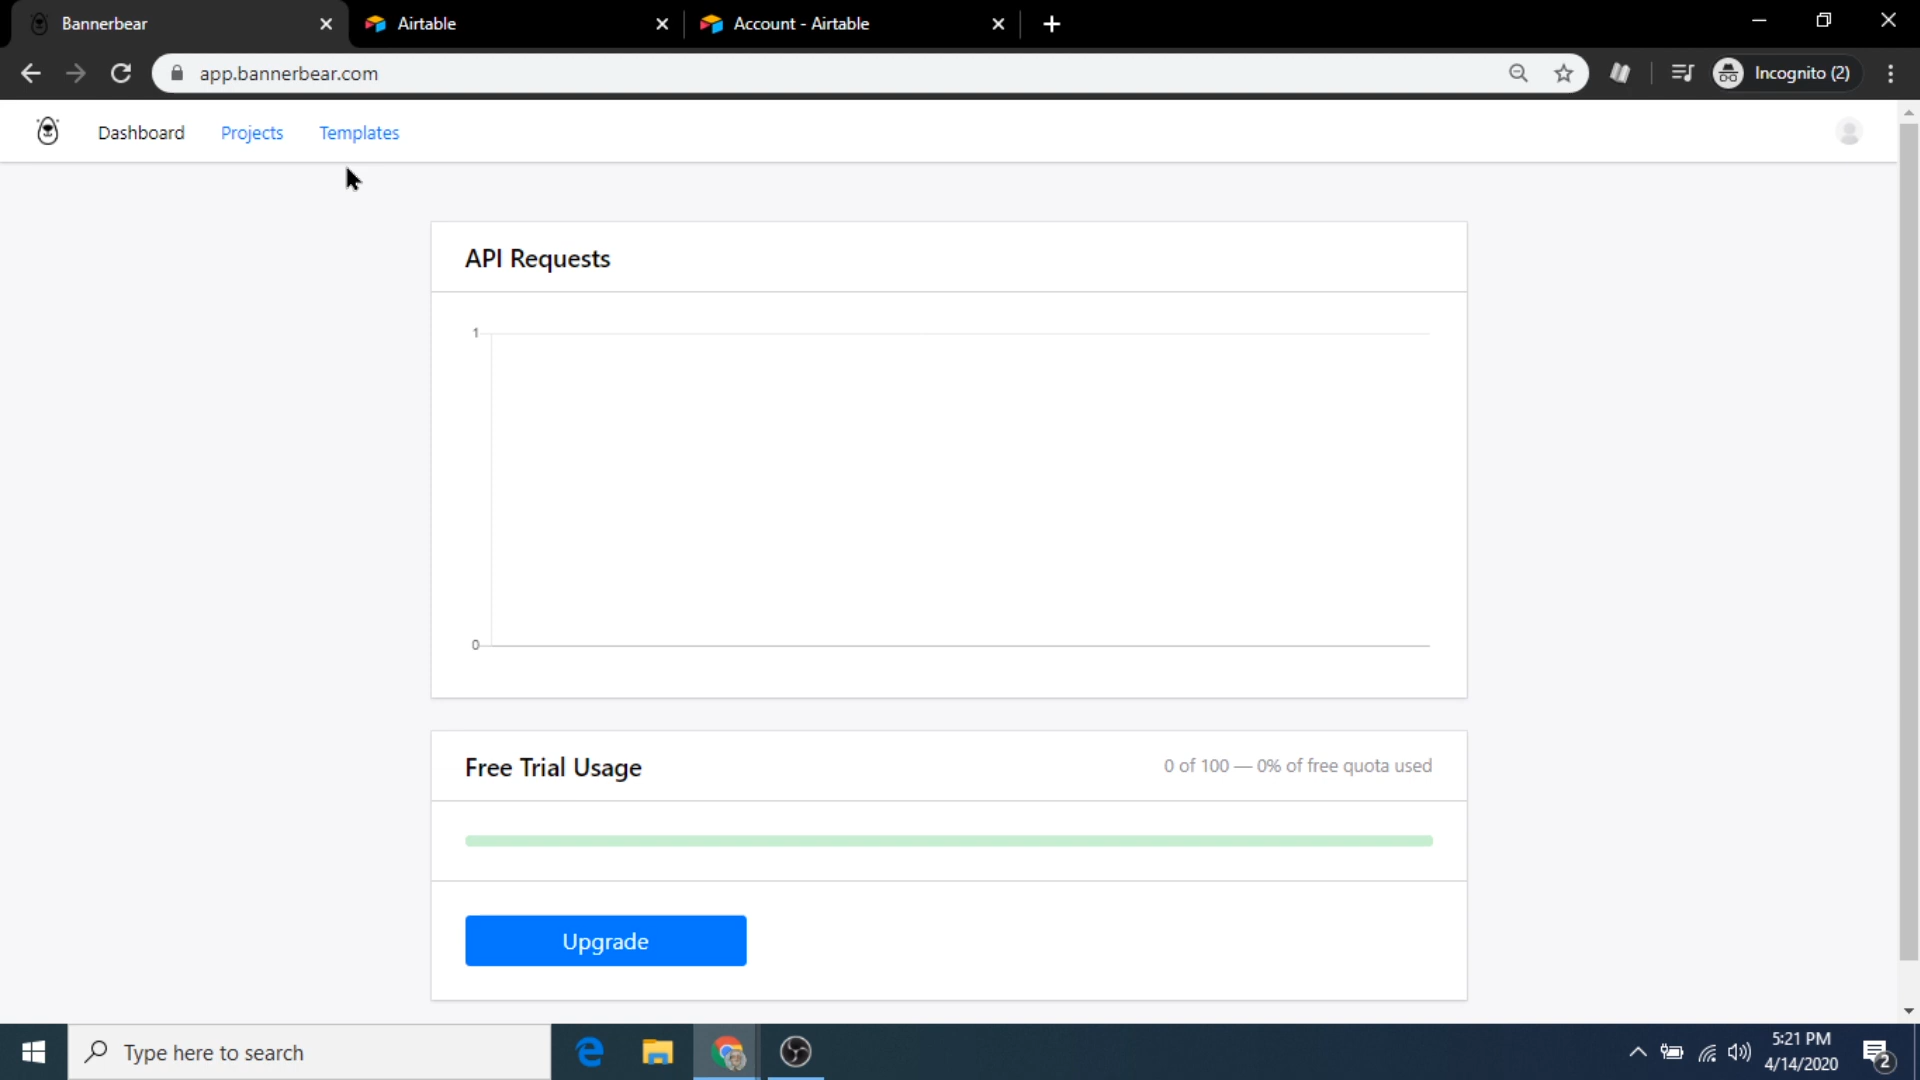 Bannerbear
Airtable
Account - Airtable
app.bannerbear.com
Incognito (2)
Dashboard
Projects
Templates
API Requests
1
0
Free Trial Usage
0 of 100 — 0% of free quota used
Upgrade
Type here to search
5:21 PM
4/14/2020
2